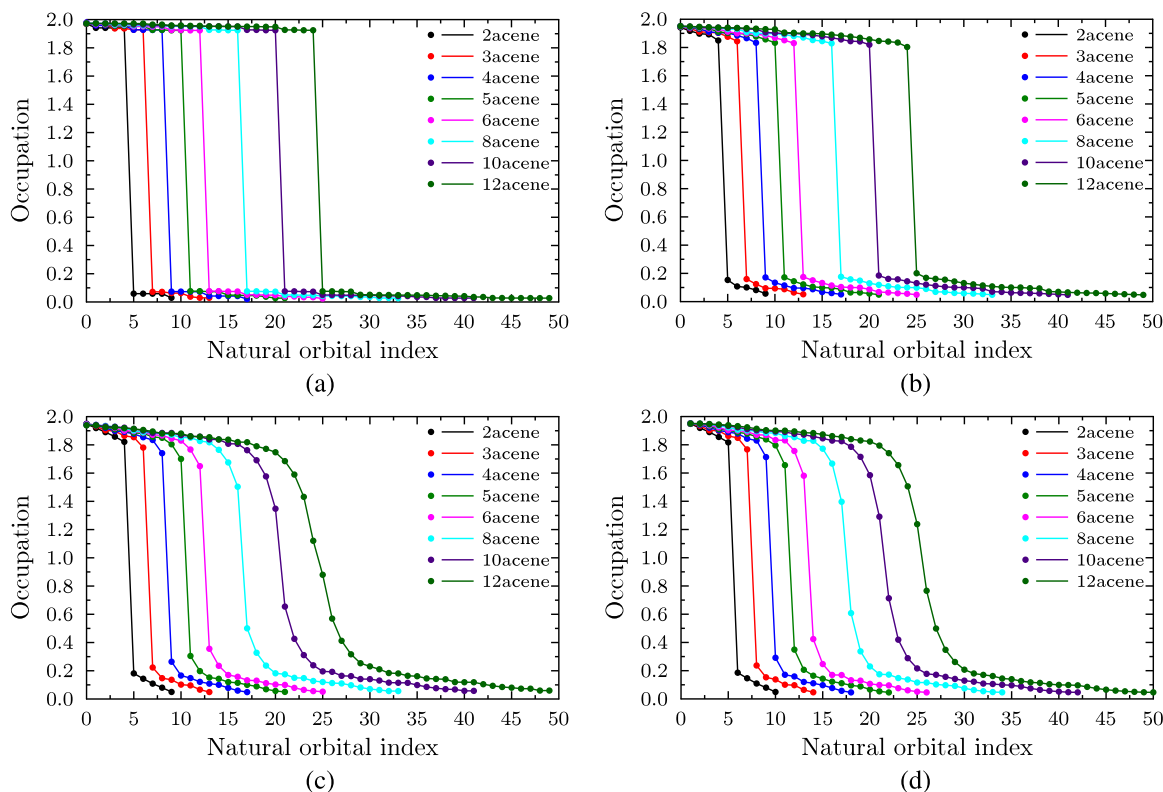 2.0
1.8
1.6
1.4
1.2
1.0
0.8
0.6
0.4
0.2
0.0
Occupation
2acene
3acene
4acene
5acene
6acene
8acene
10acene
12acene
0 5 10 15 20 25 30 35 40 45 50
Natural orbital index
(a)
2.0
1.8
1.6
1.4
1.2
1.0
0.8
0.6
0.4
0.2
0.0
Occupation
2acene
3acene
4acene
5acene
6acene
8acene
10acene
12acene
0 5 10 15 20 25 30 35 40 45 50
Natural orbital index
(b)
2.0
1.8
1.6
1.4
1.2
1.0
0.8
0.6
0.4
0.2
0.0
Occupation
2acene
3acene
4acene
5acene
6acene
8acene
10acene
12acene
0 5 10 15 20 25 30 35 40 45 50
Natural orbital index
(c)
2.0
1.8
1.6
1.4
1.2
1.0
0.8
0.6
0.4
0.2
0.0
Occupation
2acene
3acene
4acene
5acene
6acene
8acene
10acene
12acene
0 5 10 15 20 25 30 35 40 45 50
Natural orbital index
(d)